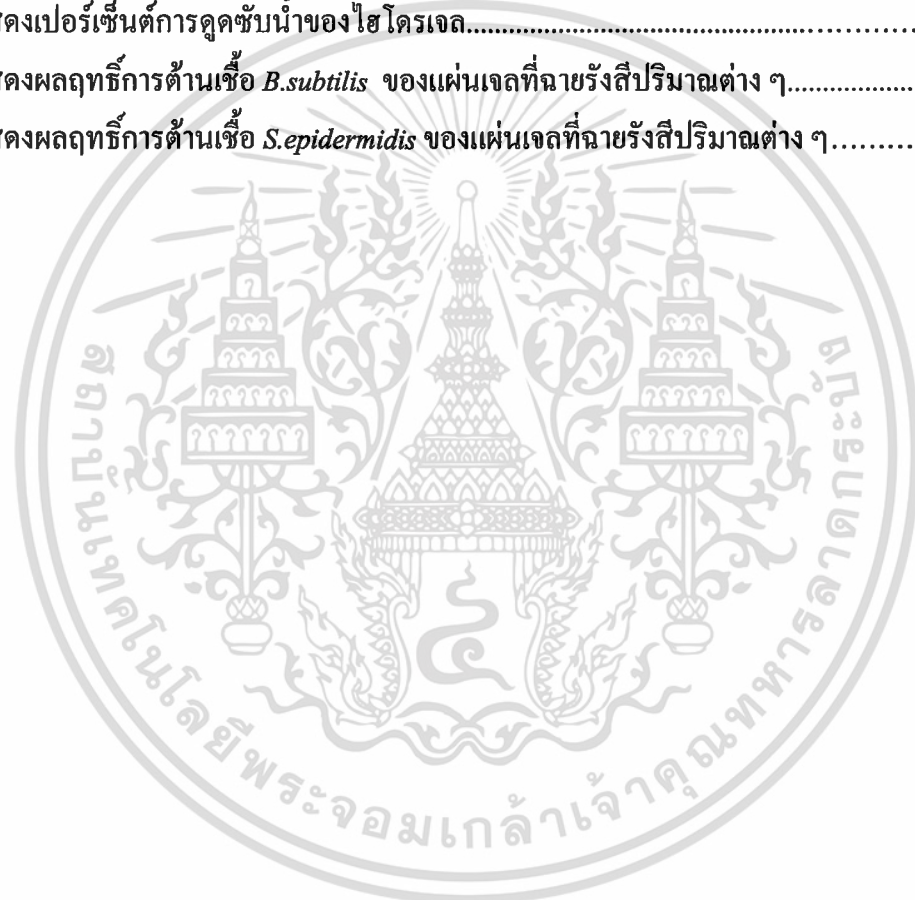 สดงเปอร์เซ็นต์การดูดซับน้ำของไฮโดรเจล
สดงผลฤทธิ์การต้านเชื้อ B.subtilis ของแผ่นเจลที่ฉายรังสีปริมาณต่าง ๆ
สดงผลฤทธิ์การต้านเชื้อ S.epidermidis ของแผ่นเจลที่ฉายรังสีปริมาณต่าง ๆ
สถาบันเทคโนโลยีพระจอมเกล้าเจ้าคุณทหารลาดกระบัง